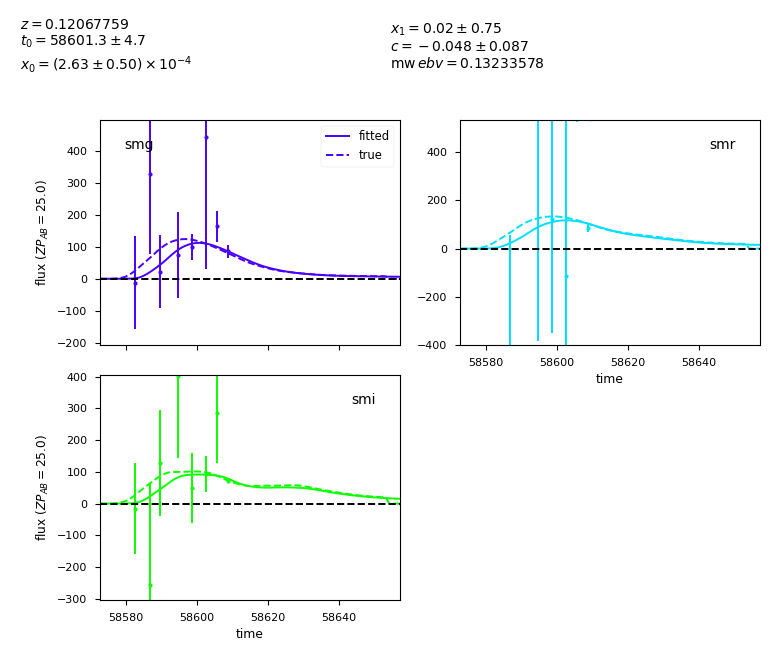 z = 0.12067759
t₀ = 58601.3 ± 4.7
x₀ = (2.63 ± 0.50) × 10⁻⁴
x₁ = 0.02 ± 0.75
c = −0.048 ± 0.087
mw ebv = 0.13233578
smg
fitted
true
400
300
200
100
0
−100
−200
flux (ZP_AB = 25.0)
smr
400
200
0
−200
−400
58580 58600 58620 58640
time
smi
400
300
200
100
0
−100
−200
−300
flux (ZP_AB = 25.0)
58580 58600 58620 58640
time